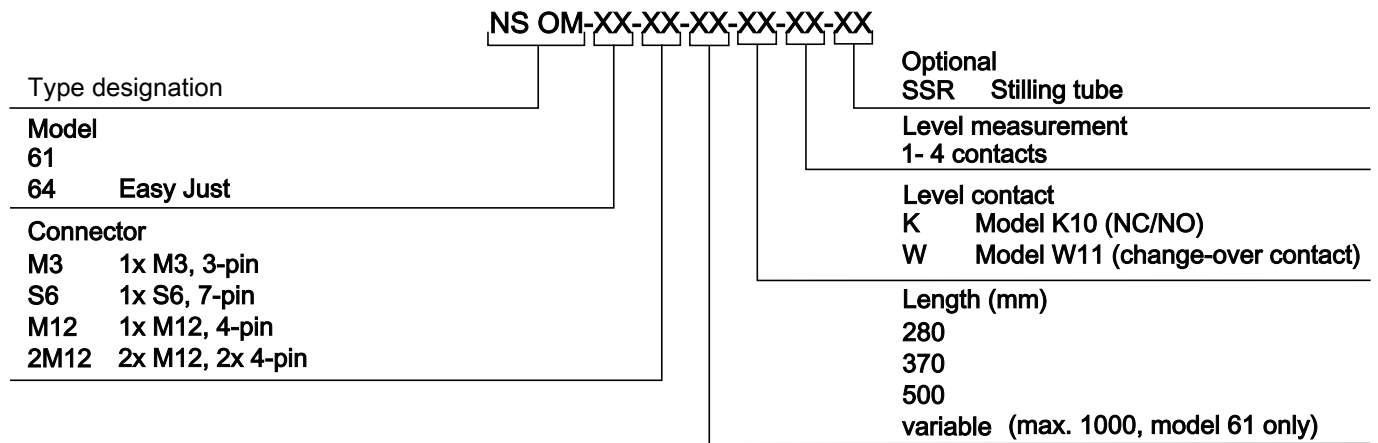 NS OM-XX-XX-XX-XX-XX-XX
Type designation
Model
61
64 Easy Just
Connector
M3 1x M3, 3-pin
S6 1x S6, 7-pin
M12 1x M12, 4-pin
2M12 2x M12, 2x 4-pin
Optional
SSR Stilling tube
Level measurement
1- 4 contacts
Level contact
K Model K10 (NC/NO)
W Model W11 (change-over contact)
Length (mm)
280
370
500
variable (max. 1000, model 61 only)